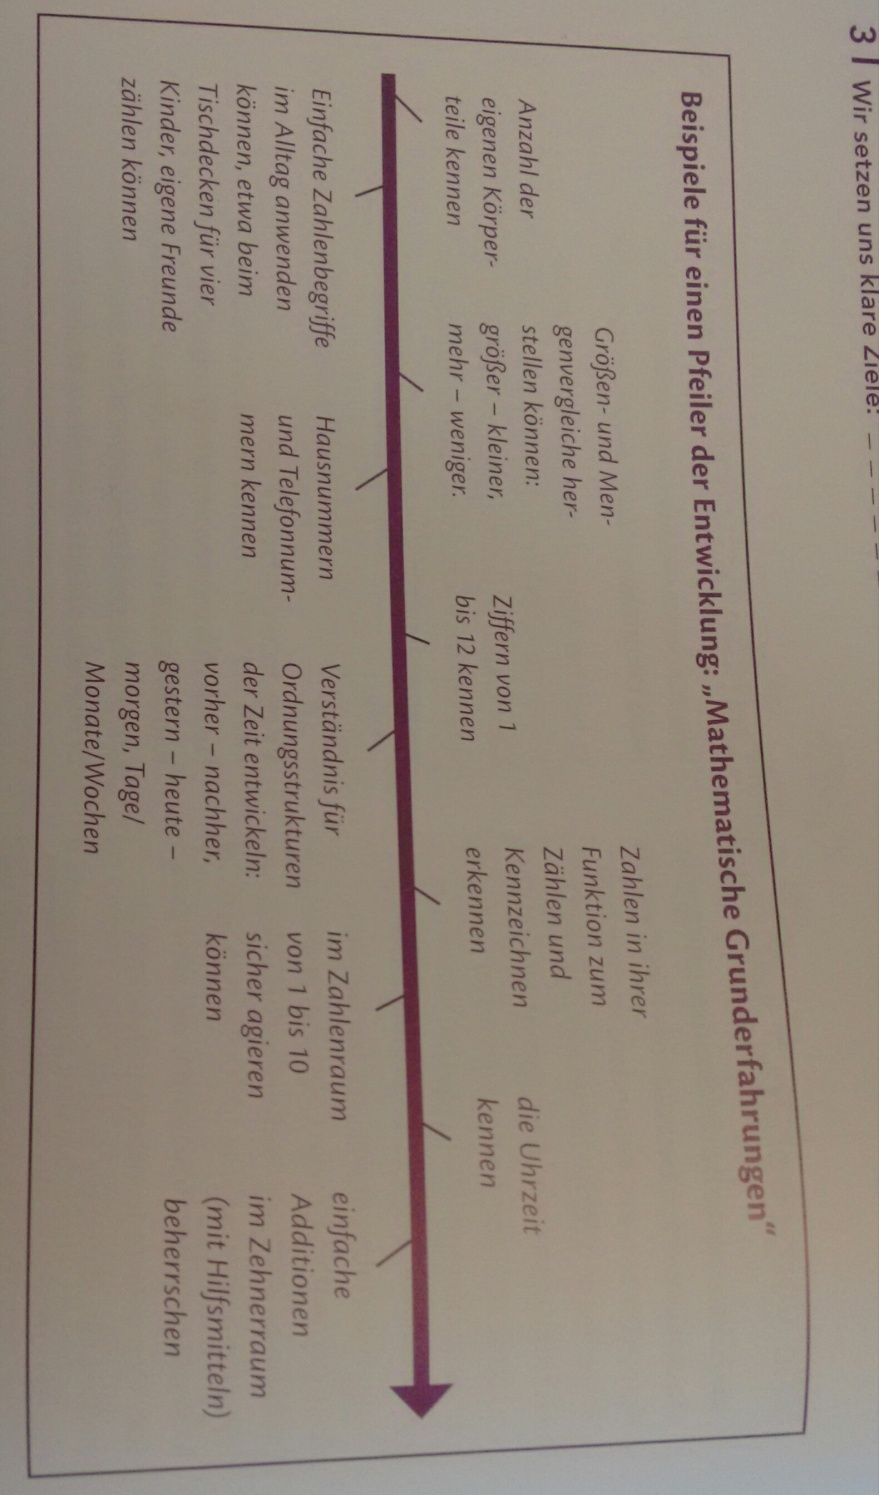 3 | Wir setzen uns klare Ziele:
Beispiele für einen Pfeiler der Entwicklung: „Mathematische Grunderfahrungen“
Anzahl der
eigenen Körper-
teile kennen
Größen- und Men-
genvergleiche her-
stellen können:
größer – kleiner,
mehr – weniger.
Ziffern von 1
bis 12 kennen
Zahlen in ihrer
Funktion zum
Zählen und
Kennzeichnen
erkennen
die Uhrzeit
kennen
Einfache Zahlenbegriffe
im Alltag anwenden
können, etwa beim
Tischdecken für vier
Kinder, eigene Freunde
zählen können
Hausnummern
und Telefonnum-
mern kennen
Verständnis für
Ordnungsstrukturen
der Zeit entwickeln:
vorher – nachher,
gestern – heute –
morgen, Tage/
Monate/Wochen
im Zahlenraum
von 1 bis 10
sicher agieren
können
einfache
Additionen
im Zehnerraum
(mit Hilfsmitteln)
beherrschen